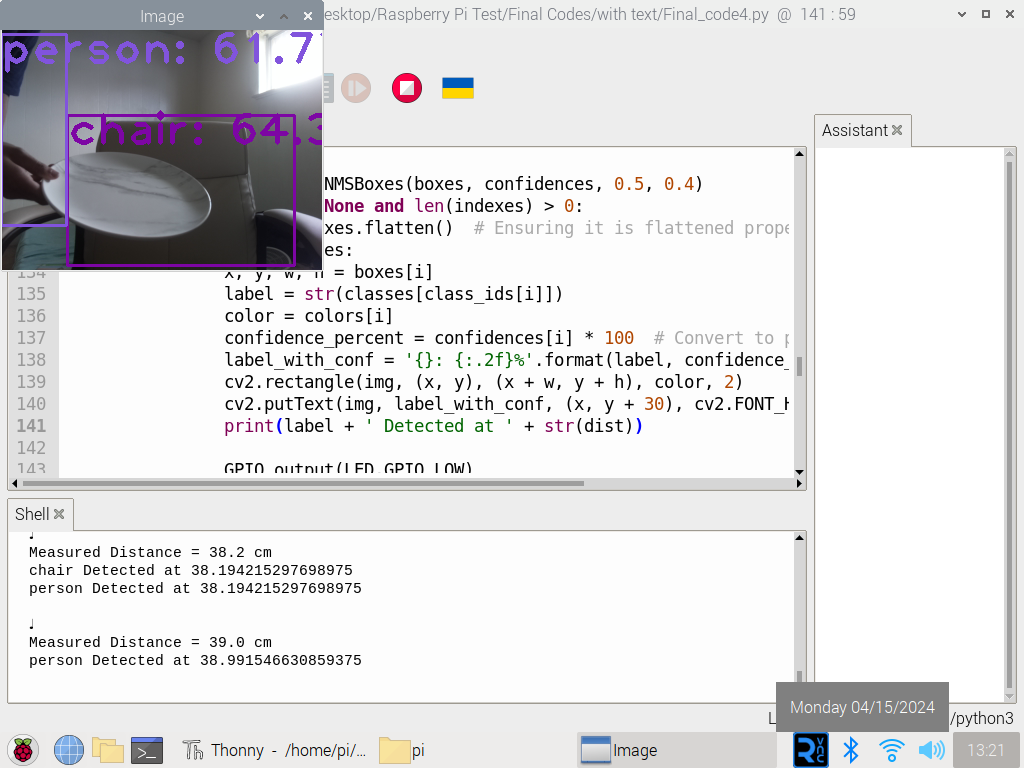 Image
esktop/Raspberry Pi Test/Final Codes/with text/Final_code4.py @ 141 : 59
person: 61.7
chair: 64.3
Assistant
NMSBoxes(boxes, confidences, 0.5, 0.4)
None and len(indexes) > 0:
xes.flatten()  # Ensuring it is flattened prope
es:
134 x, y, w, h = boxes[i]
135 label = str(classes[class_ids[i]])
136 color = colors[i]
137 confidence_percent = confidences[i] * 100  # Convert to p
138 label_with_conf = '{}: {:.2f}%'.format(label, confidence_
139 cv2.rectangle(img, (x, y), (x + w, y + h), color, 2)
140 cv2.putText(img, label_with_conf, (x, y + 30), cv2.FONT_H
141 print(label + ' Detected at ' + str(dist))
142
143 GPIO.output(LED,GPIO.LOW)
Shell
Measured Distance = 38.2 cm
chair Detected at 38.194215297698975
person Detected at 38.194215297698975
Measured Distance = 39.0 cm
person Detected at 38.991546630859375
Monday 04/15/2024
L
/python3
Thonny - /home/pi/...
pi
Image
VNC
13:21